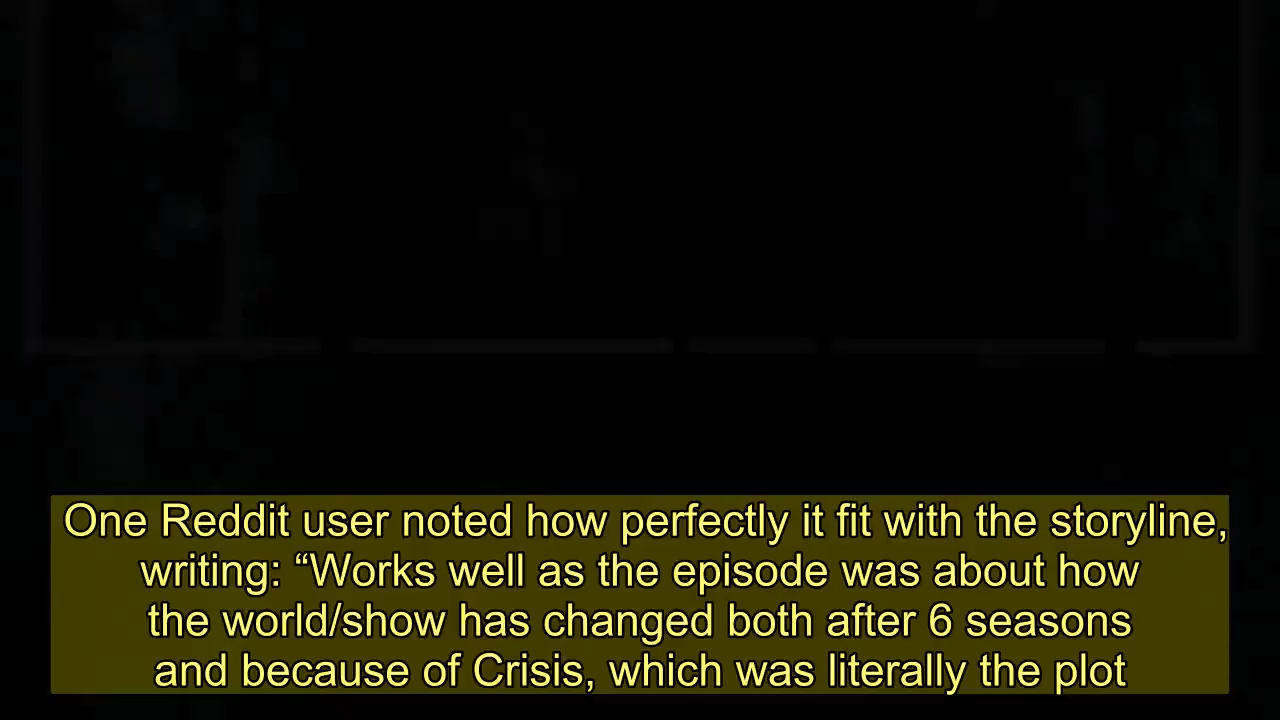 One Reddit user noted how perfectly it fit with the storyline,
writing: “Works well as the episode was about how
the world/show has changed both after 6 seasons
and because of Crisis, which was literally the plot